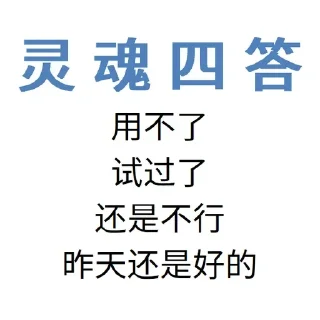 灵魂四答
用不了
试过了
还是不行
昨天还是好的